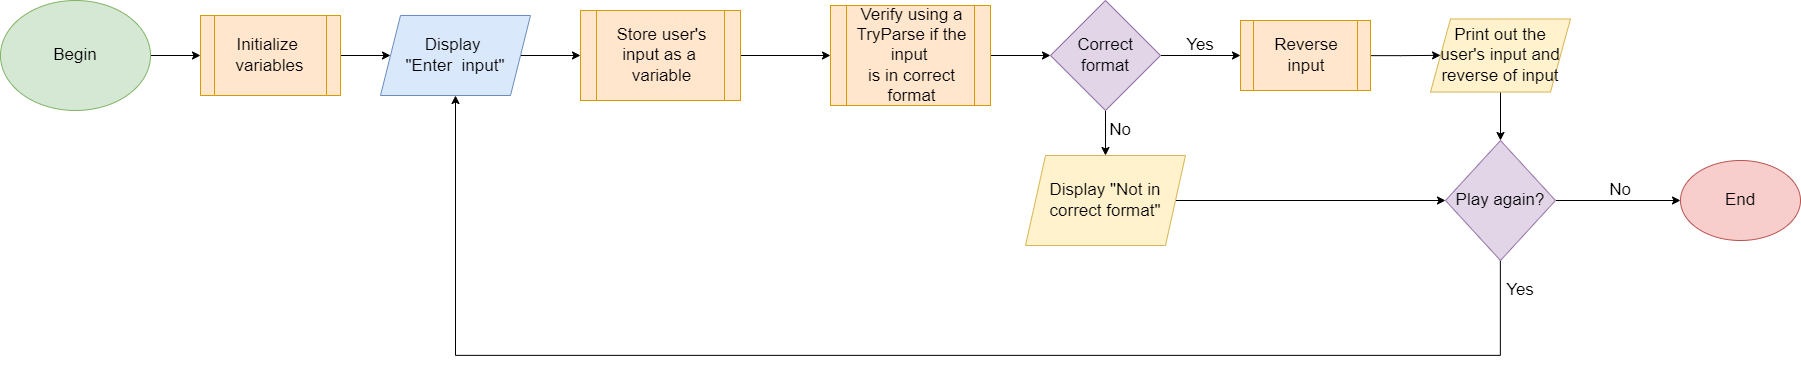 Begin
Initialize
variables
Display
"Enter input"
Store user's
input as a
variable
Verify using a
TryParse if the
input
is in correct
format
Correct
format
Yes
Reverse
input
Print out the
user's input and
reverse of input
No
Display "Not in
correct format"
Play again?
No
End
Yes